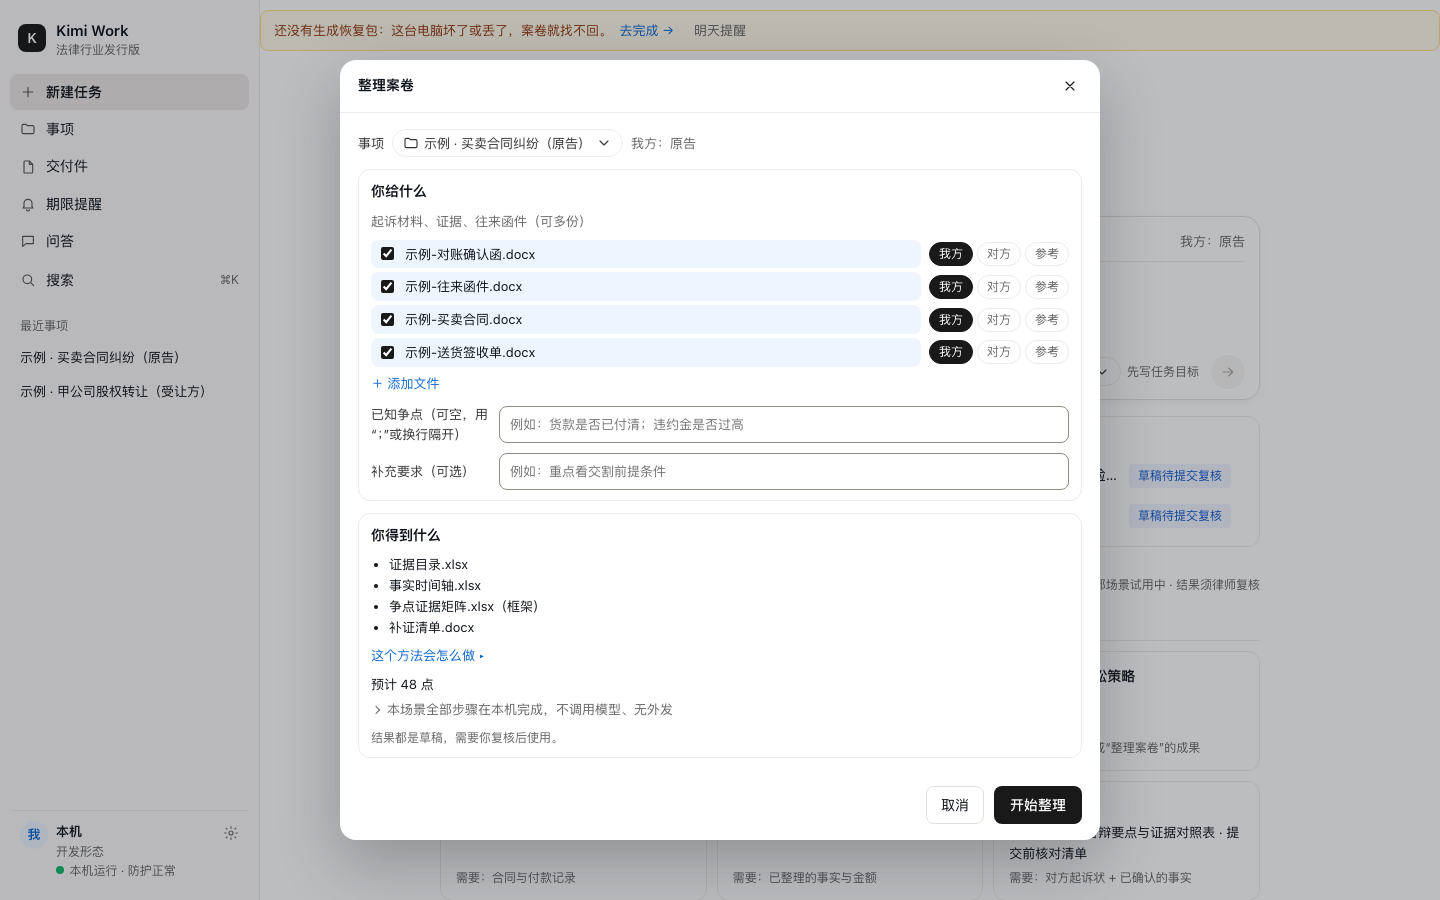 K
Kimi Work
法律行业发行版
新建任务
事项
交付件
期限提醒
问答
搜索 ⌘K
最近事项
示例 · 买卖合同纠纷（原告）
示例 · 甲公司股权转让（受让方）
我 本机
开发形态
本机运行 · 防护正常
还没有生成恢复包：这台电脑坏了或丢了，案卷就找不回。 去完成 → 明天提醒
整理案卷
事项 示例 · 买卖合同纠纷（原告） 我方：原告
你给什么
起诉材料、证据、往来函件（可多份）
示例-对账确认函.docx 我方 对方 参考
示例-往来函件.docx 我方 对方 参考
示例-买卖合同.docx 我方 对方 参考
示例-送货签收单.docx 我方 对方 参考
+ 添加文件
已知争点（可空，用
“；”或换行隔开）
例如：货款是否已付清；违约金是否过高
补充要求（可选） 例如：重点看交割前提条件
你得到什么
• 证据目录.xlsx
• 事实时间轴.xlsx
• 争点证据矩阵.xlsx（框架）
• 补证清单.docx
这个方法会怎么做 ▸
预计 48 点
本场景全部步骤在本机完成，不调用模型、无外发
结果都是草稿，需要你复核后使用。
取消 开始整理
我方：原告
先写任务目标
... 草稿待提交复核
草稿待提交复核
场景试用中 · 结果须律师复核
策略
“整理案卷”的成果
辩要点与证据对照表 · 提
交前核对清单
需要：合同与付款记录
需要：已整理的事实与金额
需要：对方起诉状 + 已确认的事实